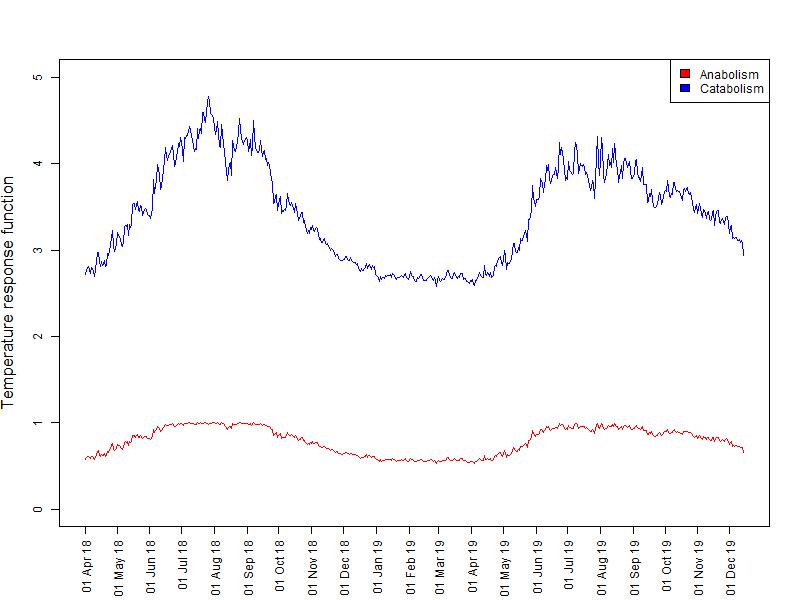 Anabolism
Catabolism
Temperature response function
5
4
3
2
1
0
01 Apr 18
01 May 18
01 Jun 18
01 Jul 18
01 Aug 18
01 Sep 18
01 Oct 18
01 Nov 18
01 Dec 18
01 Jan 19
01 Feb 19
01 Mar 19
01 Apr 19
01 May 19
01 Jun 19
01 Jul 19
01 Aug 19
01 Sep 19
01 Oct 19
01 Nov 19
01 Dec 19